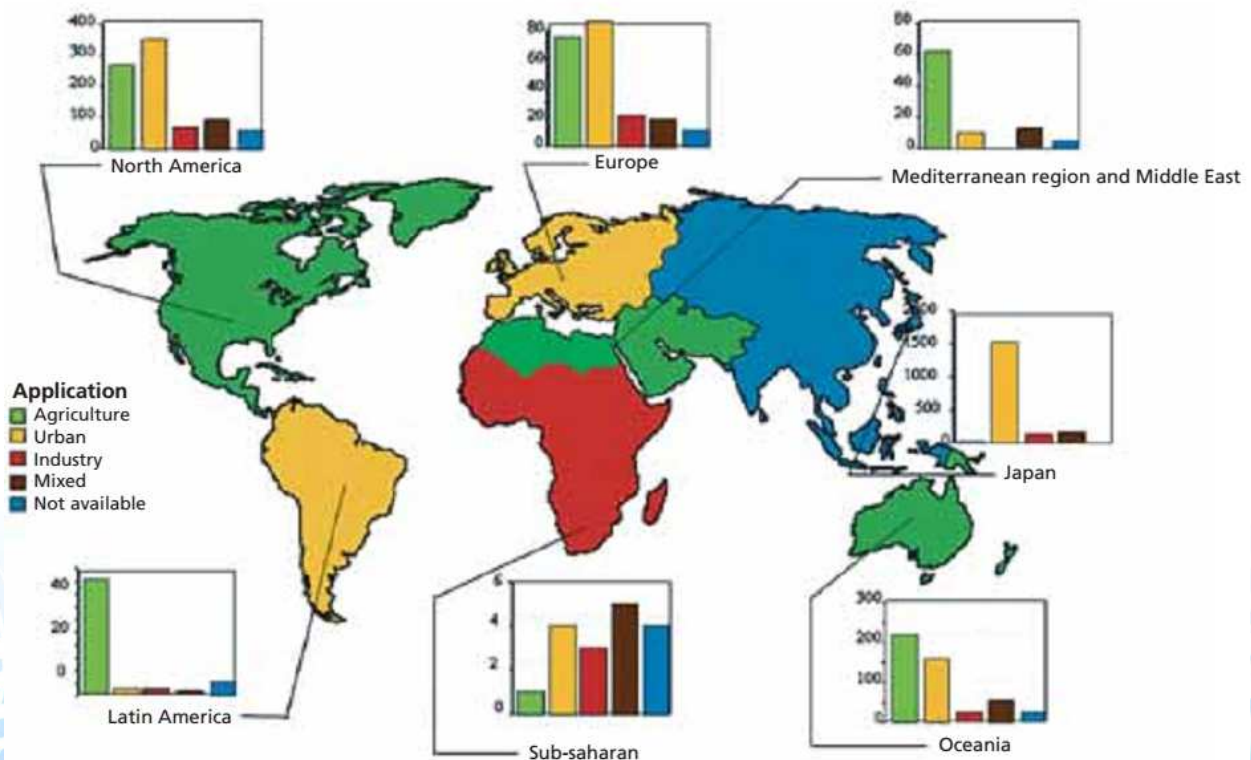 400
300
200
100
0
North America
80
60
40
20
0
Europe
80
60
40
20
0
Mediterranean region and Middle East
Application
Agriculture
Urban
Industry
Mixed
Not available
1500
1000
500
0
Japan
40
20
0
Latin America
6
4
2
0
Sub-saharan
300
200
100
0
Oceania